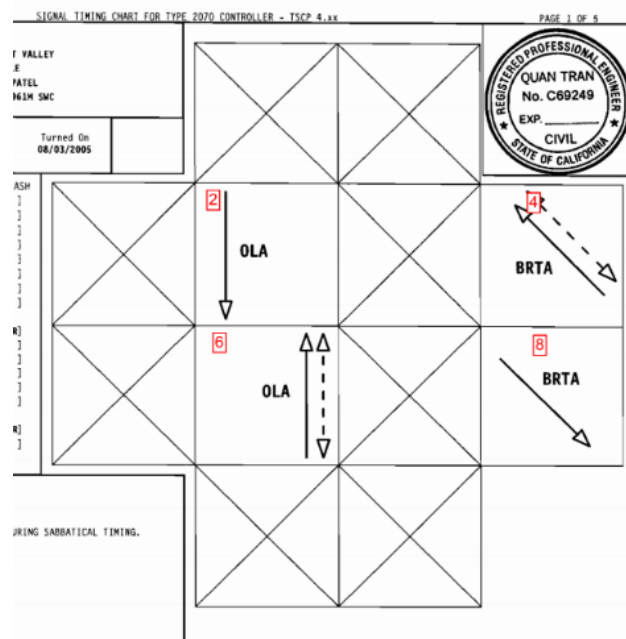 SIGNAL TIMING CHART FOR TYPE 2070 CONTROLLER - TSCP 4.xx
PAGE 1 OF 5
T VALLEY
LE
PATEL
961M SWC
Turned On
08/03/2005
REGISTERED PROFESSIONAL ENGINEER
QUAN TRAN
No. C69249
EXP.
CIVIL
STATE OF CALIFORNIA
ASH
]
]
]
]
]
]
]
]
R]
]
]
]
]
]
R]
]
2
OLA
4
BRTA
6
OLA
8
BRTA
URING SABBATICAL TIMING.